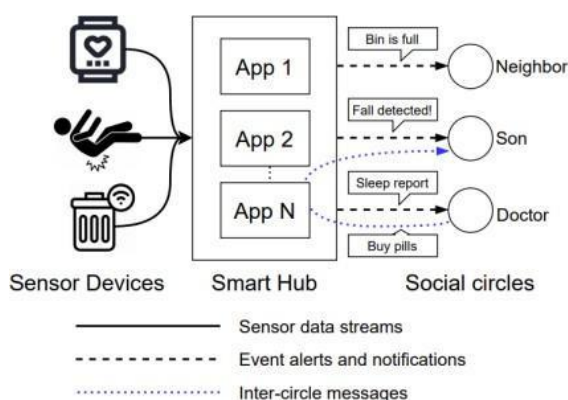 Bin is full
App 1
Neighbor
Fall detected!
App 2
Son
Sleep report
App N
Doctor
Buy pills
Sensor Devices
Smart Hub
Social circles
Sensor data streams
Event alerts and notifications
Inter-circle messages